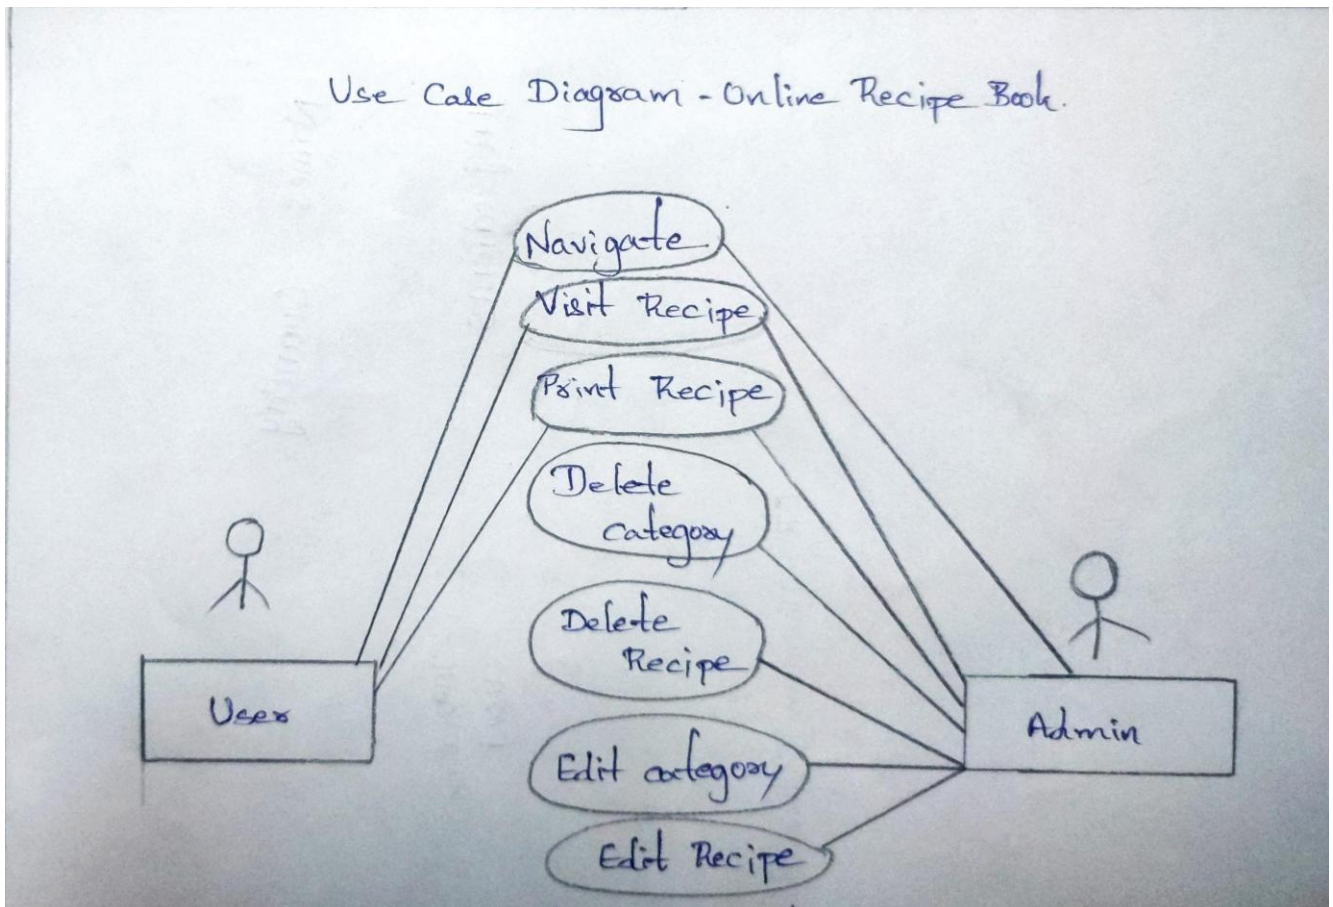 Use Case Diagram - Online Recipe Book.
Navigate
Visit Recipe
Print Recipe
Delete
category
Delete
Recipe
Edit category
Edit Recipe
User
Admin